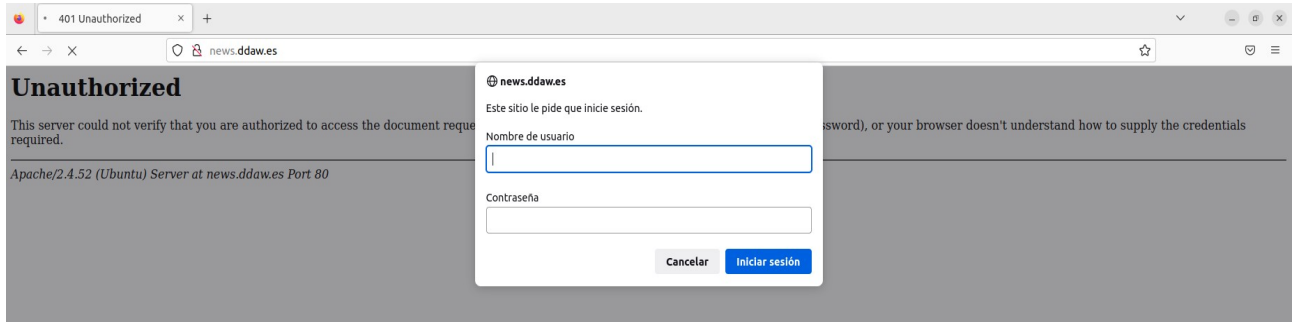 401 Unauthorized
news.ddaw.es
Unauthorized
This server could not verify that you are authorized to access the document reque
sword), or your browser doesn't understand how to supply the credentials
required.
Apache/2.4.52 (Ubuntu) Server at news.ddaw.es Port 80
news.ddaw.es
Este sitio le pide que inicie sesión.
Nombre de usuario
Contraseña
Cancelar Iniciar sesión